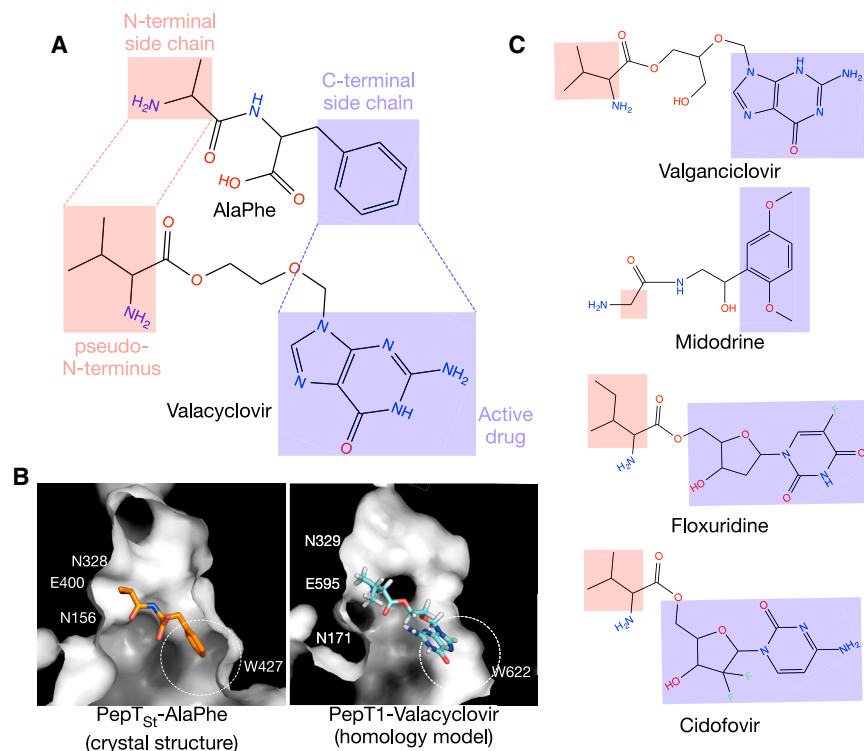 A
N-terminal
side chain
H₂N
O
H
N
HO
O
C-terminal
side chain
AlaPhe
O
O
O
NH₂
pseudo-
N-terminus
N
N
N
N
NH₂
NH
O
Valacyclovir
Active
drug
B
N328
E400
N156
W427
PepTSt-AlaPhe
(crystal structure)
N329
E595
N171
W622
PepT1-Valacyclovir
(homology model)
C
O
O
O
NH₂
HO
N
H
N
NH₂
N
N
O
Valganciclovir
O
H₂N
N
H
OH
O
O
Midodrine
O
O
H₂N
O
HO
N
F
O
N
H
O
Floxuridine
O
O
H₂N
O
HO
F
F
N
O
N
NH₂
Cidofovir